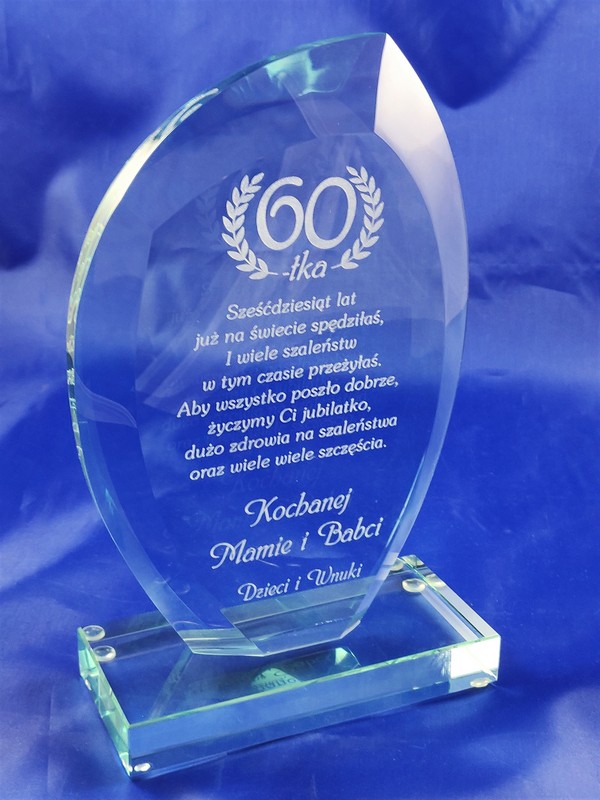 60
-tka-
Sześćdziesiąt lat
już na świecie spędziłaś,
I wiele szaleństw
w tym czasie przeżyłaś.
Aby wszystko poszło dobrze,
życzymy Ci jubilatko,
dużo zdrowia na szaleństwa
oraz wiele wiele szczęścia.
Kochanej
Mamie i Babci
Dzieci i Wnuki